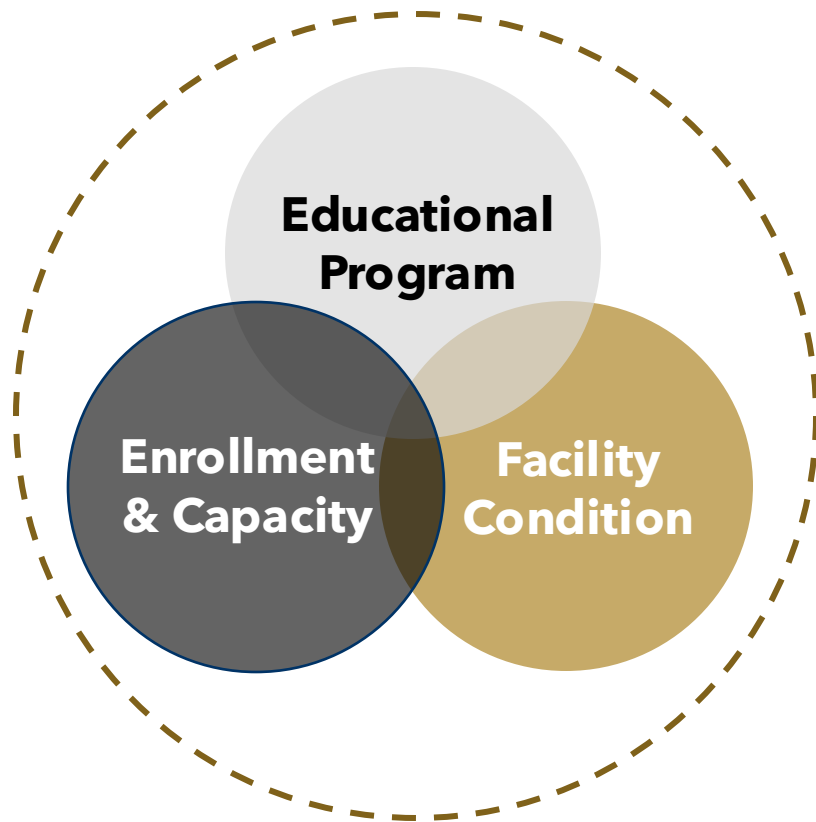 Educational
Program
Enrollment
& Capacity
Facility
Condition